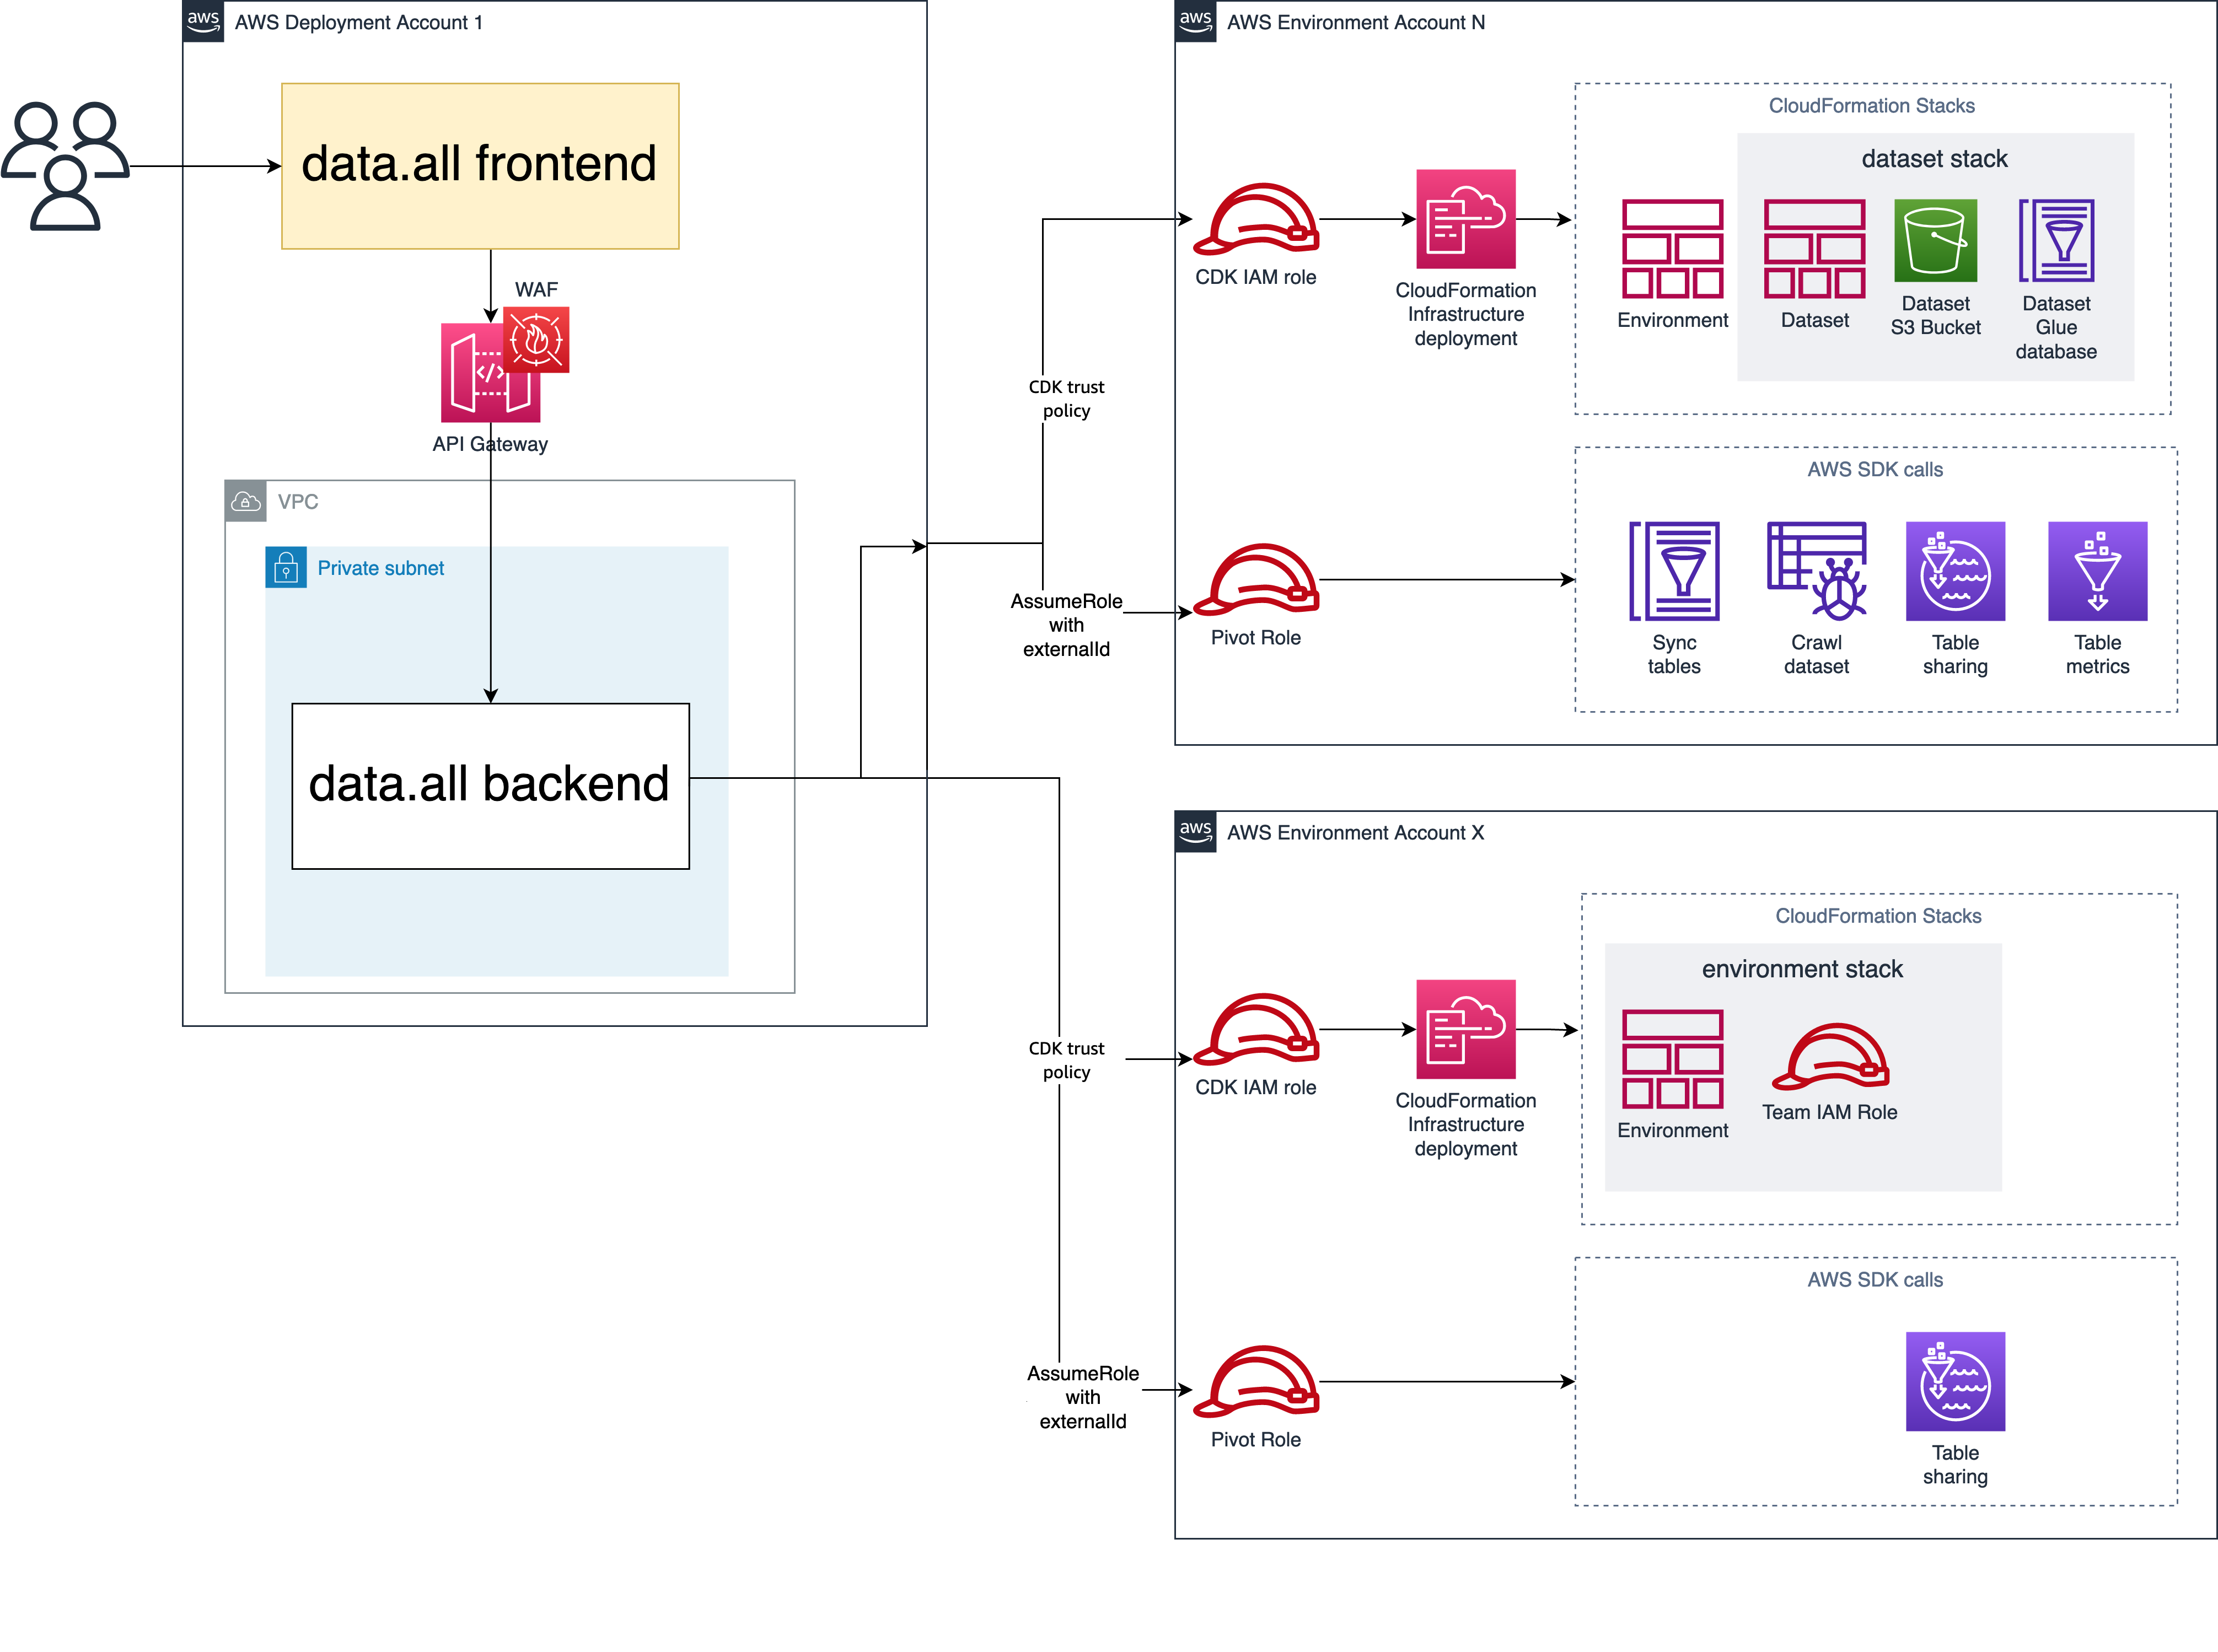 aws
AWS Deployment Account 1
data.all frontend
WAF
API Gateway
VPC
Private subnet
data.all backend
CDK trust
policy
AssumeRole
with
externalId
CDK trust
policy
AssumeRole
with
externalId
aws
AWS Environment Account N
CDK IAM role
CloudFormation
Infrastructure
deployment
CloudFormation Stacks
dataset stack
Environment
Dataset
Dataset
S3 Bucket
Dataset
Glue
database
Pivot Role
AWS SDK calls
Sync
tables
Crawl
dataset
Table
sharing
Table
metrics
aws
AWS Environment Account X
CDK IAM role
CloudFormation
Infrastructure
deployment
CloudFormation Stacks
environment stack
Environment
Team IAM Role
Pivot Role
AWS SDK calls
Table
sharing